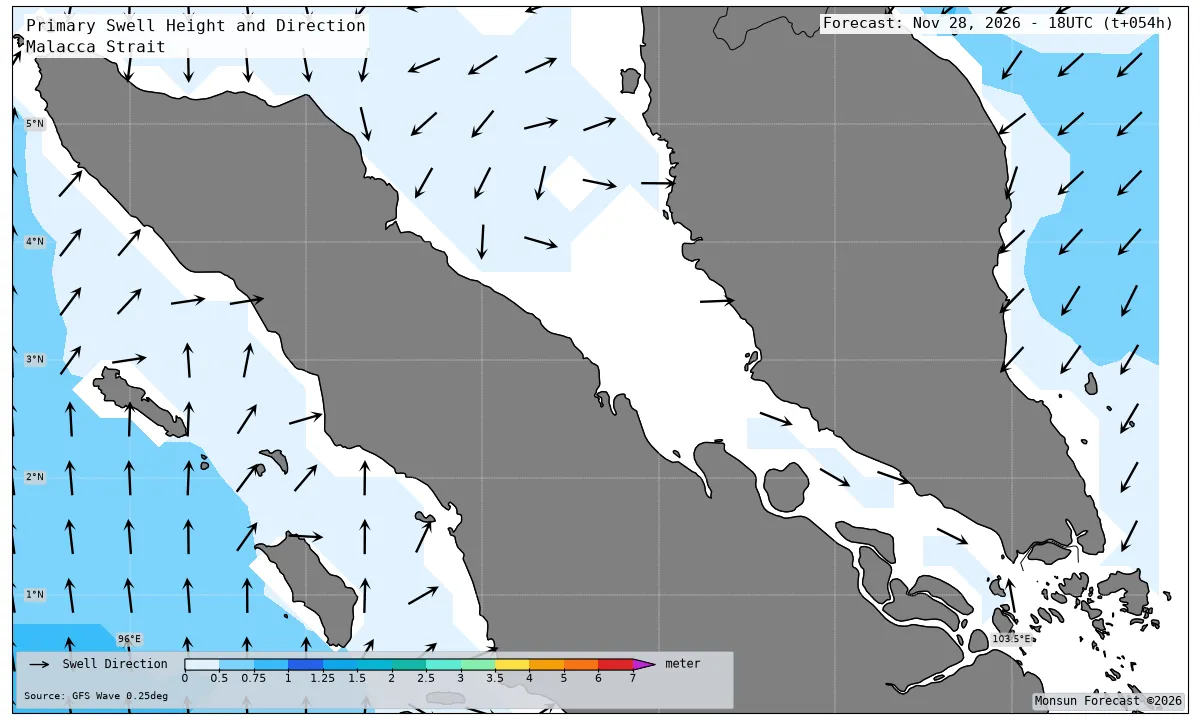 Primary Swell Height and Direction
Malacca Strait
Forecast: Nov 28, 2026 - 18UTC (t+054h)
5°N
4°N
3°N
2°N
1°N
96°E
103.5°E
Swell Direction
meter
0 0.5 0.75 1 1.25 1.5 2 2.5 3 3.5 4 5 6 7
Source: GFS Wave 0.25deg
Monsun Forecast ©2026